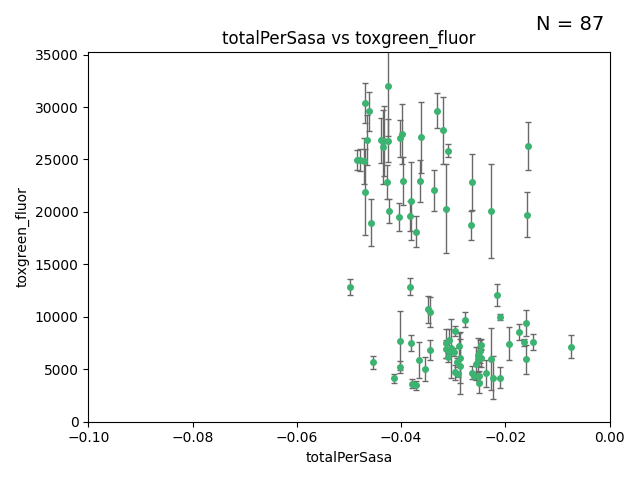 N = 87
totalPerSasa vs toxgreen_fluor
35000
30000
25000
20000
15000
10000
5000
0
toxgreen_fluor
−0.10 −0.08 −0.06 −0.04 −0.02 0.00
totalPerSasa